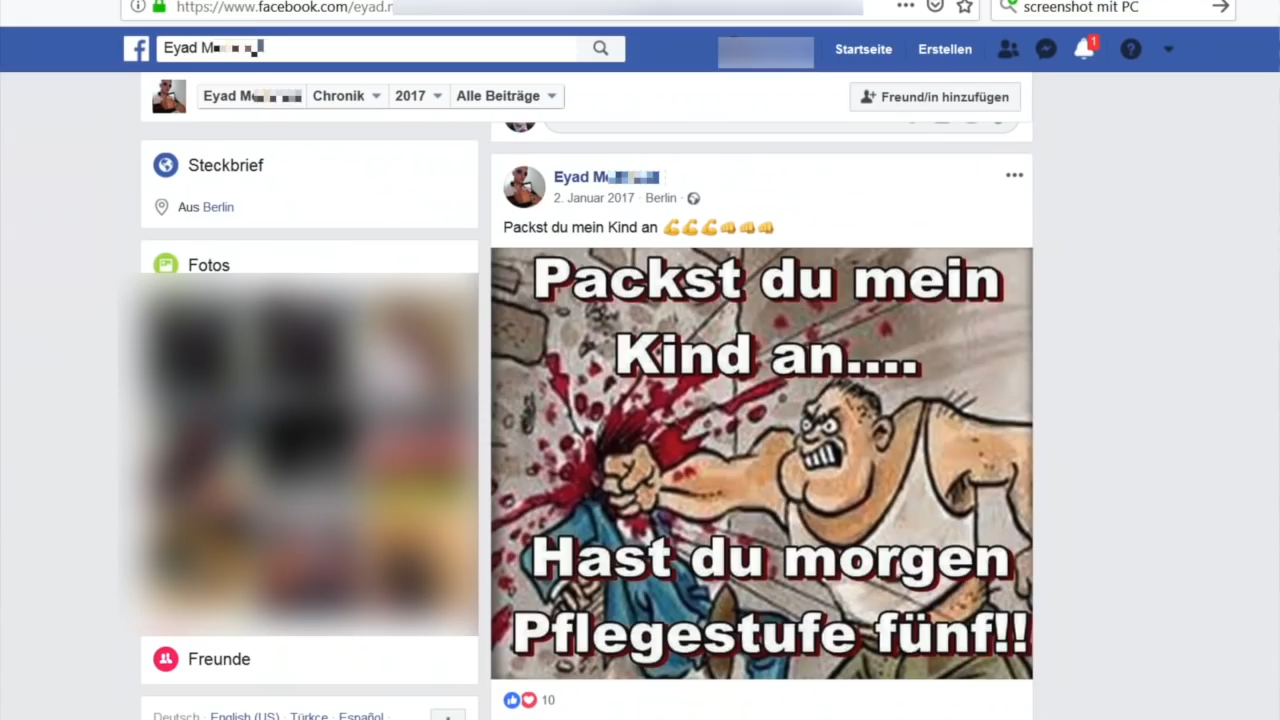 https://www.facebook.com/eyad.
screenshot mit PC
Eyad M
Startseite
Erstellen
1
Eyad M
Chronik
2017
Alle Beiträge
Freund/in hinzufügen
Steckbrief
Aus Berlin
Fotos
Freunde
Deutsch · English (US) · Türkçe · Español ·
Eyad M
2. Januar 2017 · Berlin ·
Packst du mein Kind an 💪💪💪👊👊👊
Packst du mein
Kind an....
Hast du morgen
Pflegestufe fünf!!
10